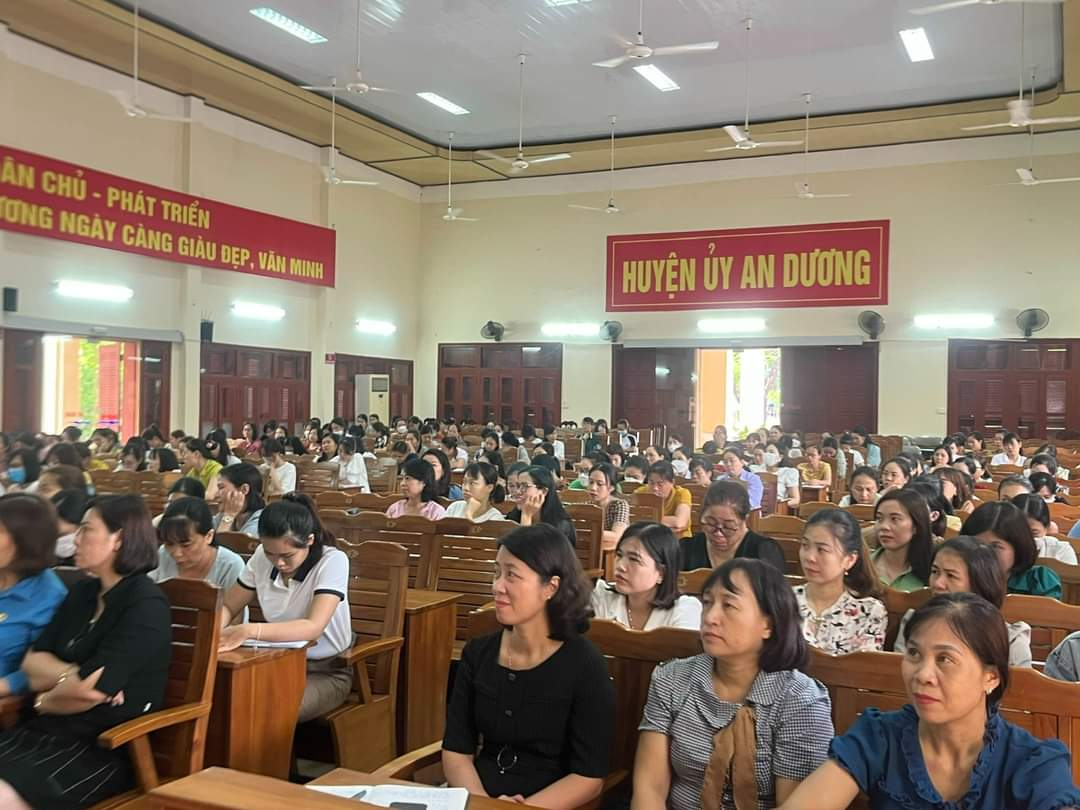 ÂN CHỦ - PHÁT TRIỂN
ƯƠNG NGÀY CÀNG GIÀU ĐẸP, VĂN MINH
HUYỆN ỦY AN DƯƠNG